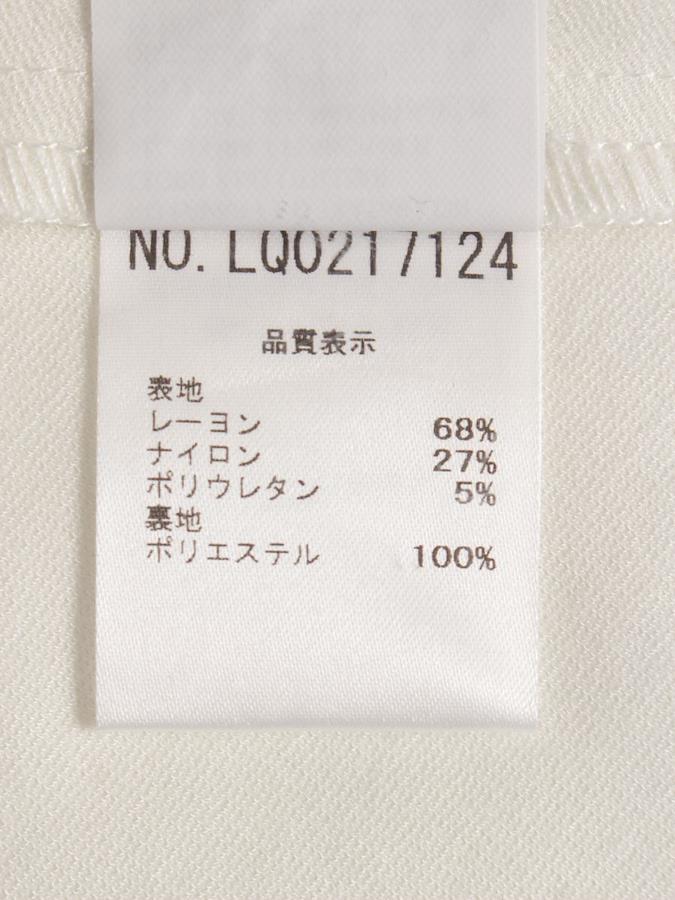 NO. LQ0217124
品質表示
表地
レーヨン 68%
ナイロン 27%
ポリウレタン 5%
裏地
ポリエステル 100%